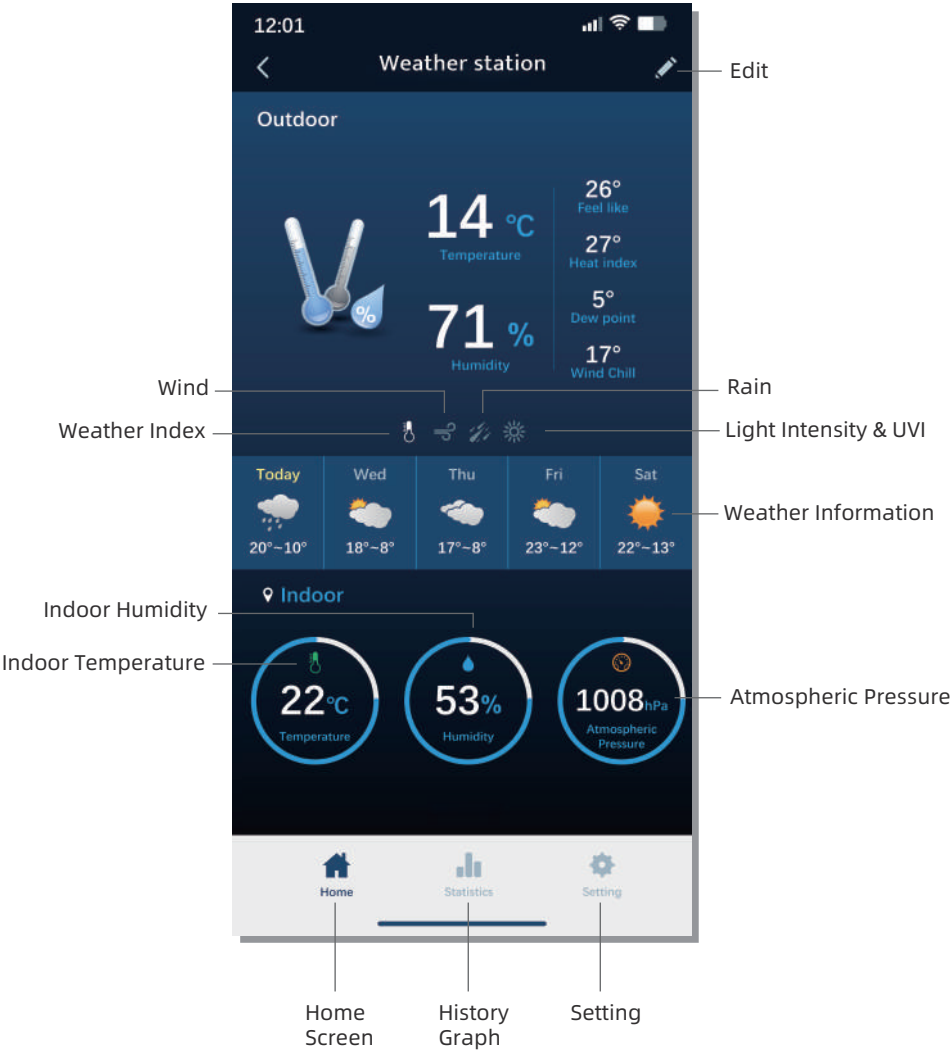 12:01
Weather station
Edit
Outdoor
14 °C
Temperature
71 %
Humidity
26°
Feel like
27°
Heat index
5°
Dew point
17°
Wind Chill
%
Wind
Rain
Weather Index
Light Intensity & UVI
Today
Wed
Thu
Fri
Sat
20°~10°
18°~8°
17°~8°
23°~12°
22°~13°
Weather Information
Indoor
Indoor Humidity
Indoor Temperature
22°C
Temperature
53%
Humidity
1008hPa
Atmospheric
Pressure
Atmospheric Pressure
Home
Statistics
Setting
Home
Screen
History
Graph
Setting